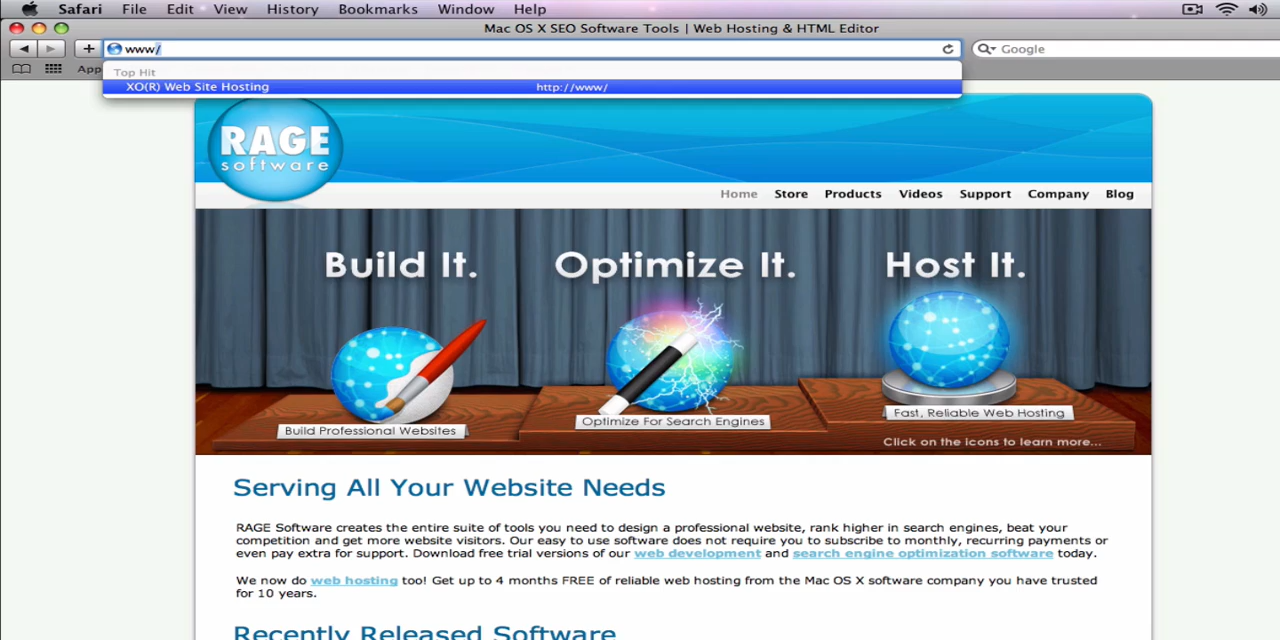 Safari File Edit View History Bookmarks Window Help
Mac OS X SEO Software Tools | Web Hosting & HTML Editor
www/
Google
App
Top Hit
XO(R) Web Site Hosting http://www/
RAGE
software
Home Store Products Videos Support Company Blog
Build It. Optimize It. Host It.
Build Professional Websites
Optimize For Search Engines
Fast, Reliable Web Hosting
Click on the icons to learn more...
Serving All Your Website Needs
RAGE Software creates the entire suite of tools you need to design a professional website, rank higher in search engines, beat your
competition and get more website visitors. Our easy to use software does not require you to subscribe to monthly, recurring payments or
even pay extra for support. Download free trial versions of our web development and search engine optimization software today.
We now do web hosting too! Get up to 4 months FREE of reliable web hosting from the Mac OS X software company you have trusted
for 10 years.
Recently Released Software